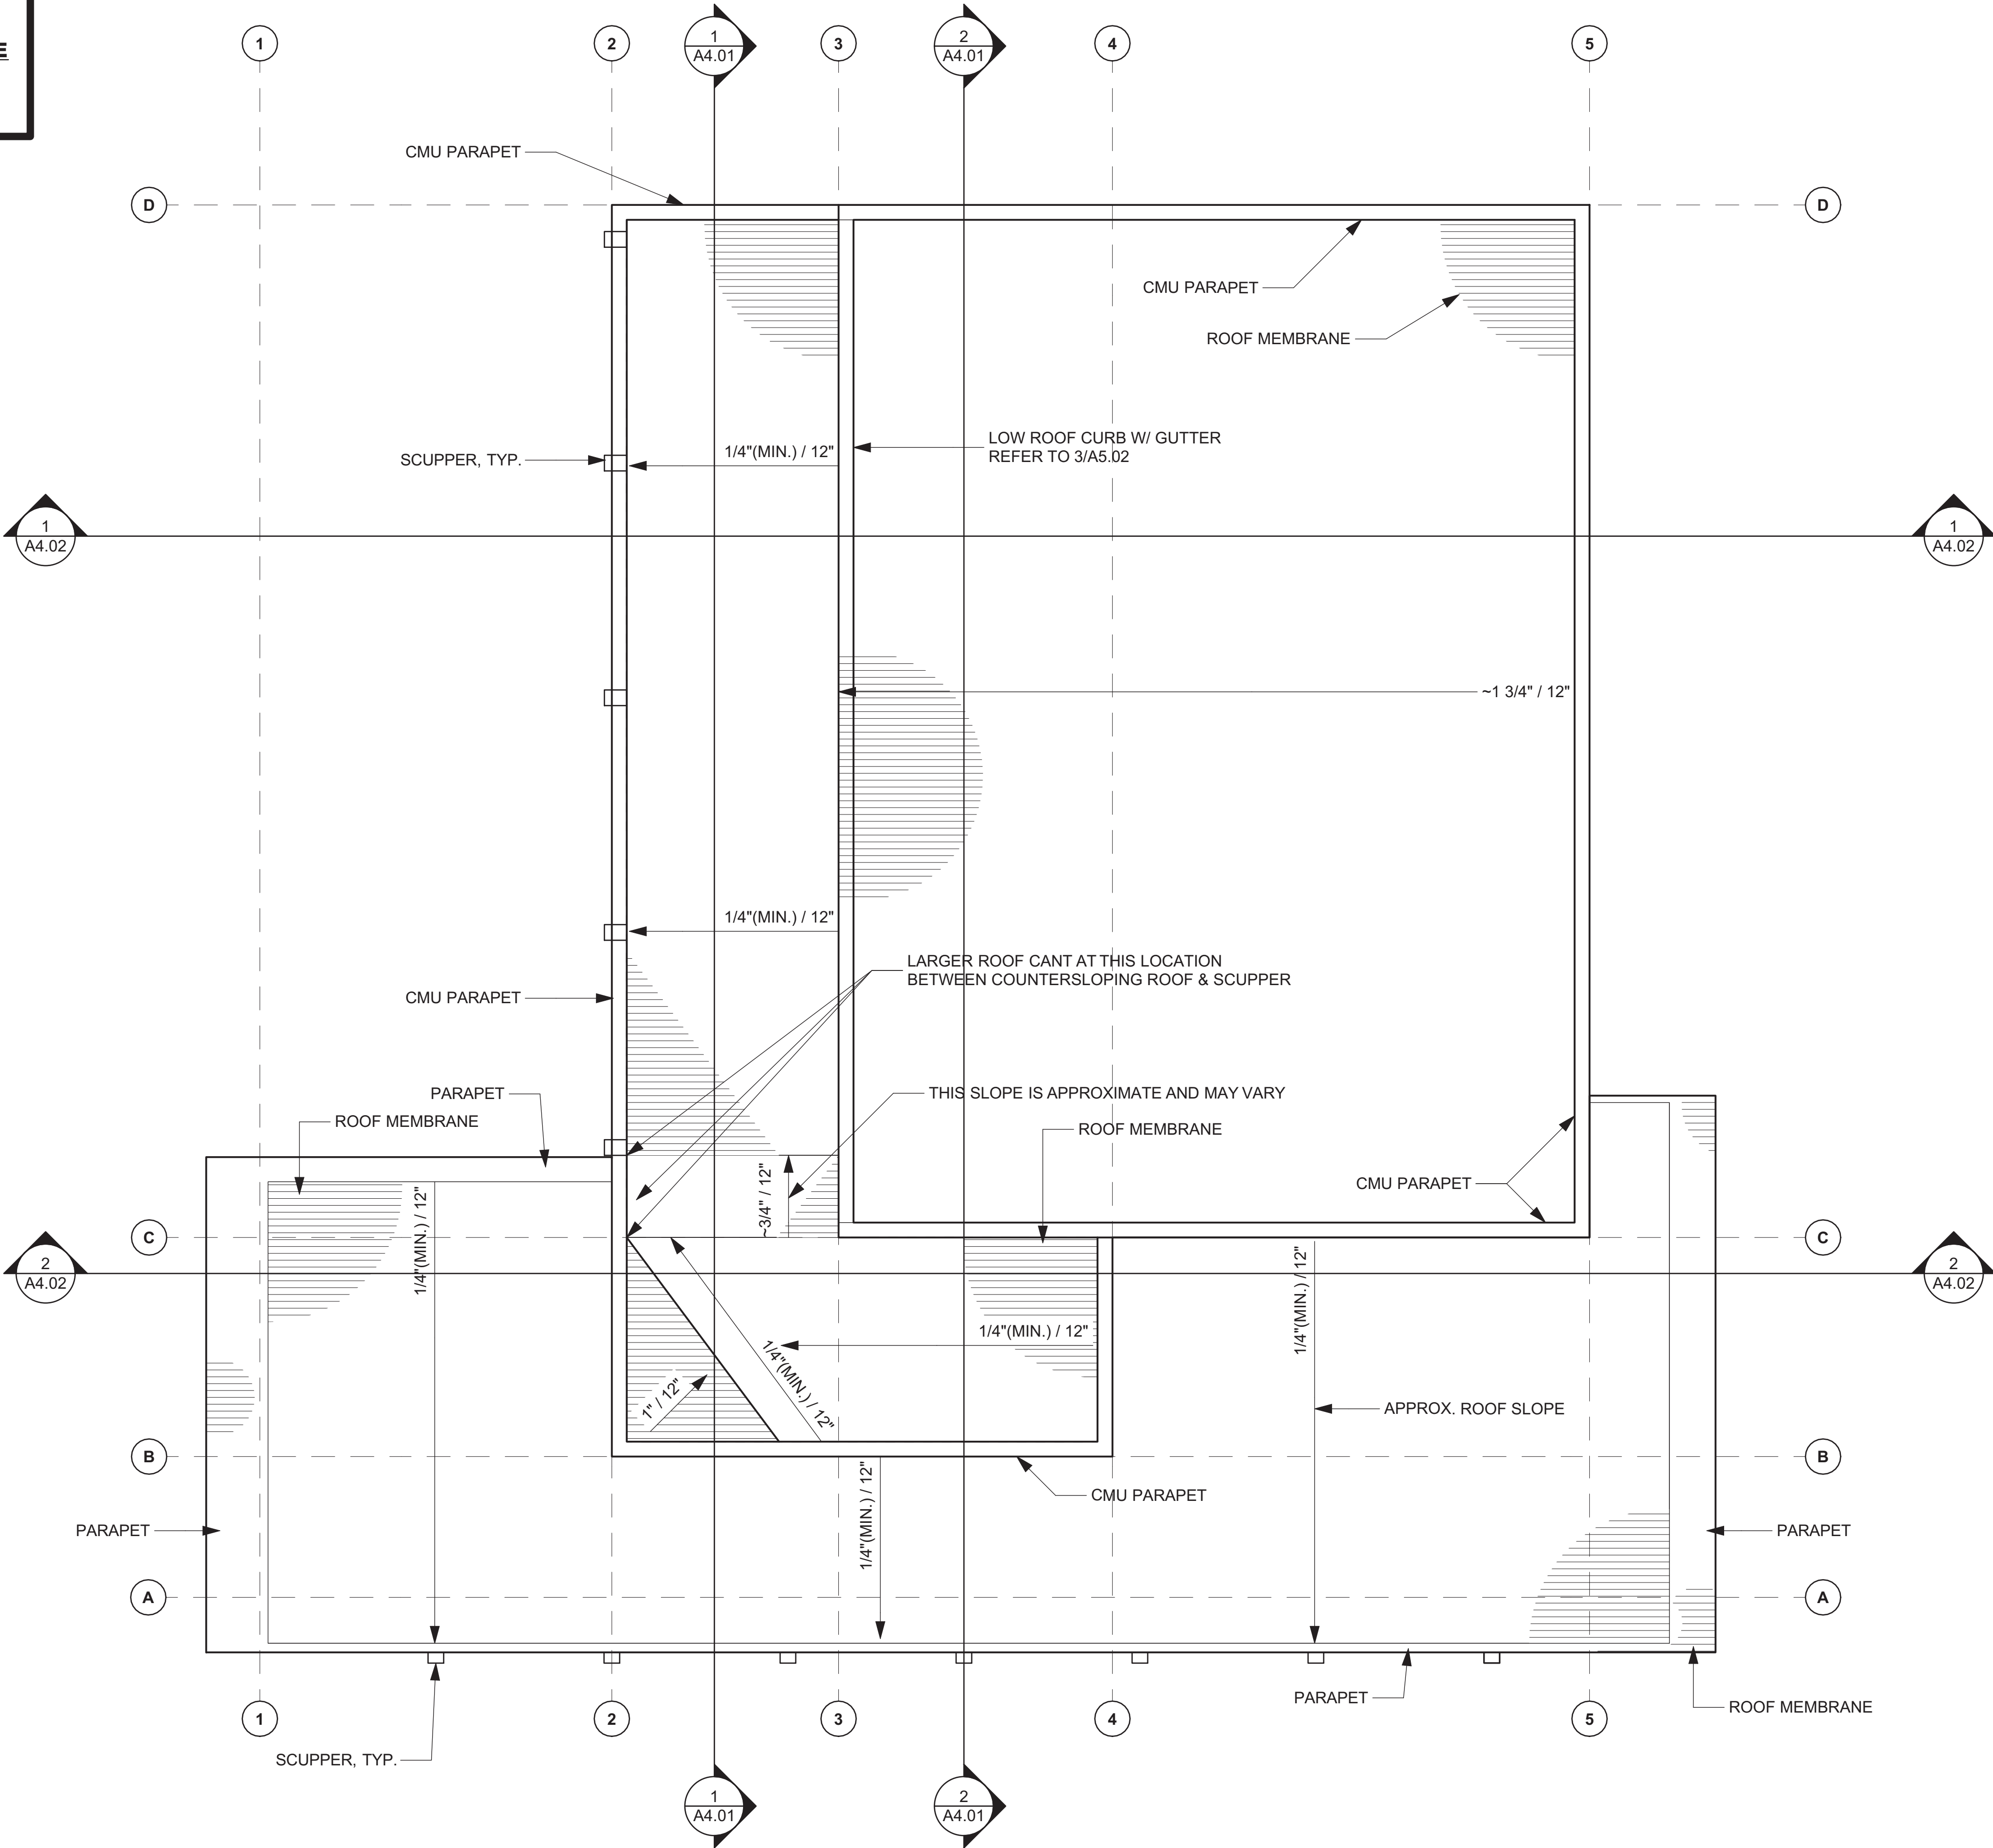 E
1
2
1
A4.01
3
2
A4.01
4
5
CMU PARAPET
D
D
CMU PARAPET
ROOF MEMBRANE
1/4"(MIN.) / 12"
LOW ROOF CURB W/ GUTTER
REFER TO 3/A5.02
SCUPPER, TYP.
1
A4.02
1
A4.02
~1 3/4" / 12"
1/4"(MIN.) / 12"
LARGER ROOF CANT AT THIS LOCATION
BETWEEN COUNTERSLOPING ROOF & SCUPPER
CMU PARAPET
PARAPET
THIS SLOPE IS APPROXIMATE AND MAY VARY
ROOF MEMBRANE
ROOF MEMBRANE
CMU PARAPET
1/4"(MIN.) / 12"
~3/4" / 12"
C
C
2
A4.02
2
A4.02
1/4"(MIN.) / 12"
1/4"(MIN.) / 12"
1/4"(MIN.) / 12"
1" / 12"
APPROX. ROOF SLOPE
B
B
CMU PARAPET
1/4"(MIN.) / 12"
PARAPET
PARAPET
A
A
PARAPET
ROOF MEMBRANE
1
2
3
4
5
SCUPPER, TYP.
1
A4.01
2
A4.01